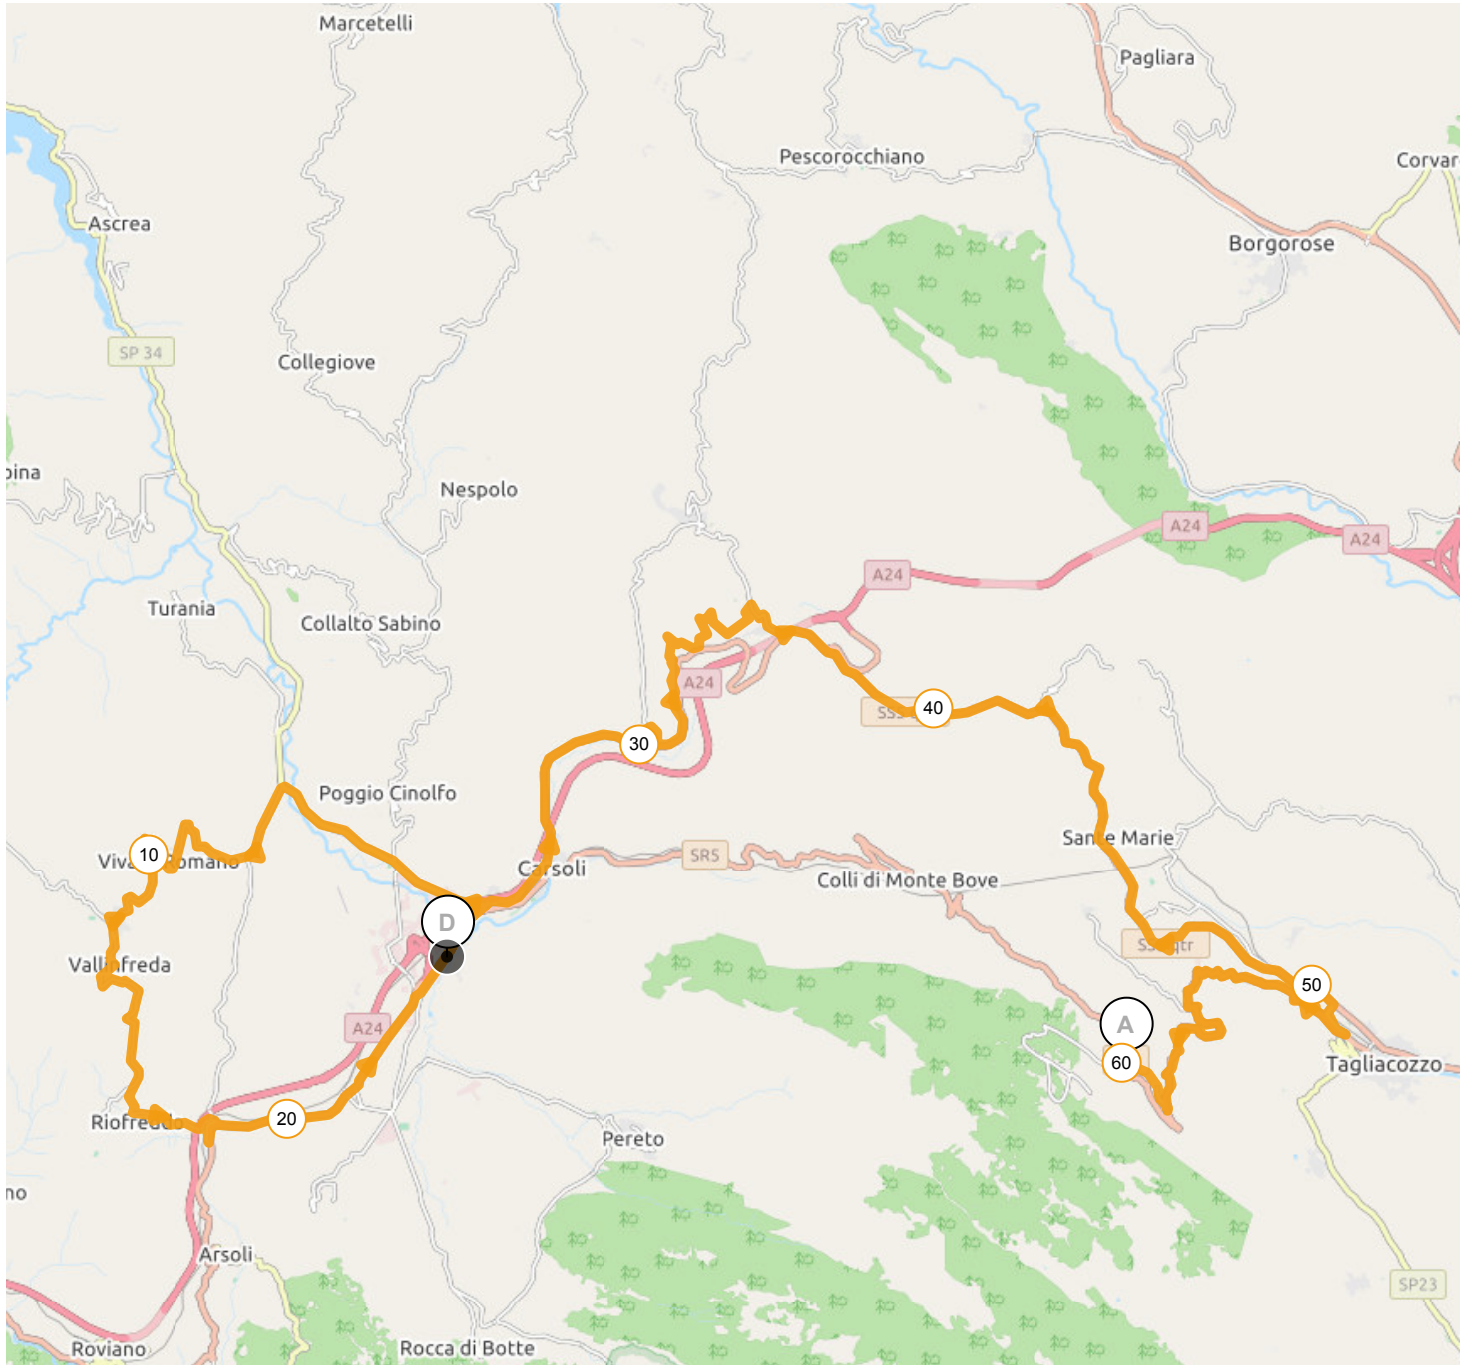 Marcetelli
Pagliara
Pescorocchiano
Corvar
Ascrea
Borgorose
SP 34
Collegiove
oina
Nespolo
A24
A24
A24
Turania
Collalto Sabino
A24
40
30
Poggio Cinolfo
Sante Marie
10
SR5
Carsoli
Colli di Monte Bove
D
Vallinfreda
50
A
A24
60
Tagliacozzo
20
Riofreddo
Pereto
no
Arsoli
SP23
Roviano
Rocca di Botte